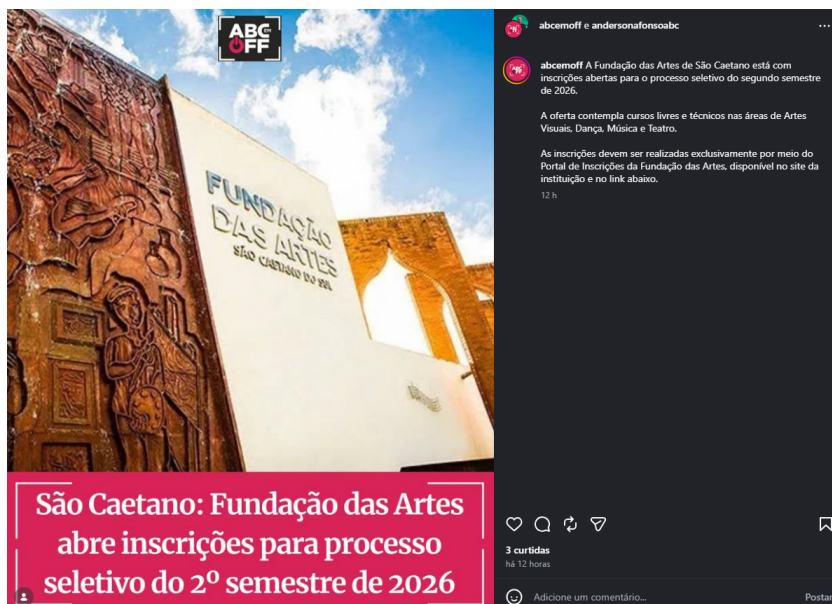 ABC EM
OFF
FUNDAÇÃO
DAS ARTES
SÃO CAETANO DO SUL
São Caetano: Fundação das Artes
abre inscrições para processo
seletivo do 2º semestre de 2026
abcemoff e andersonafonsoabc
abcemoff A Fundação das Artes de São Caetano está com
inscrições abertas para o processo seletivo do segundo semestre
de 2026.
A oferta contempla cursos livres e técnicos nas áreas de Artes
Visuais, Dança, Música e Teatro.
As inscrições devem ser realizadas exclusivamente por meio do
Portal de Inscrições da Fundação das Artes, disponível no site da
instituição e no link abaixo.
12 h
3 curtidas
há 12 horas
Adicione um comentário...
Postar